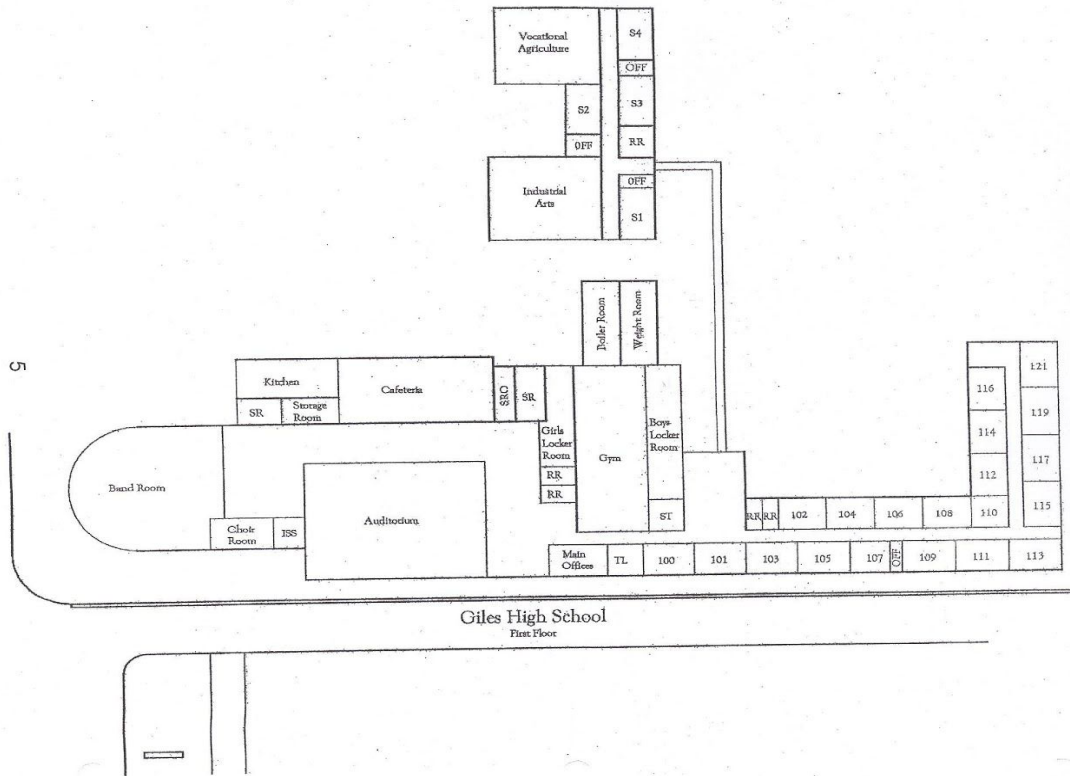 Vocational
Agriculture
S4
OFF
S2
S3
OFF
RR
Industrial
Arts
OFF
S1
Boiler Room
Weight Room
5
Kitchen
SR
Storage
Room
Cafeteria
SRO
SR
Girls
Locker
Room
RR
RR
Gym
Boys
Locker
Room
ST
Band Room
Choir
Room
ISS
Auditorium
121
116
119
114
117
112
115
RR
RR
102
104
106
108
110
Main
Offices
TL
100
101
103
105
107
OFF
109
111
113
Giles High School
First Floor